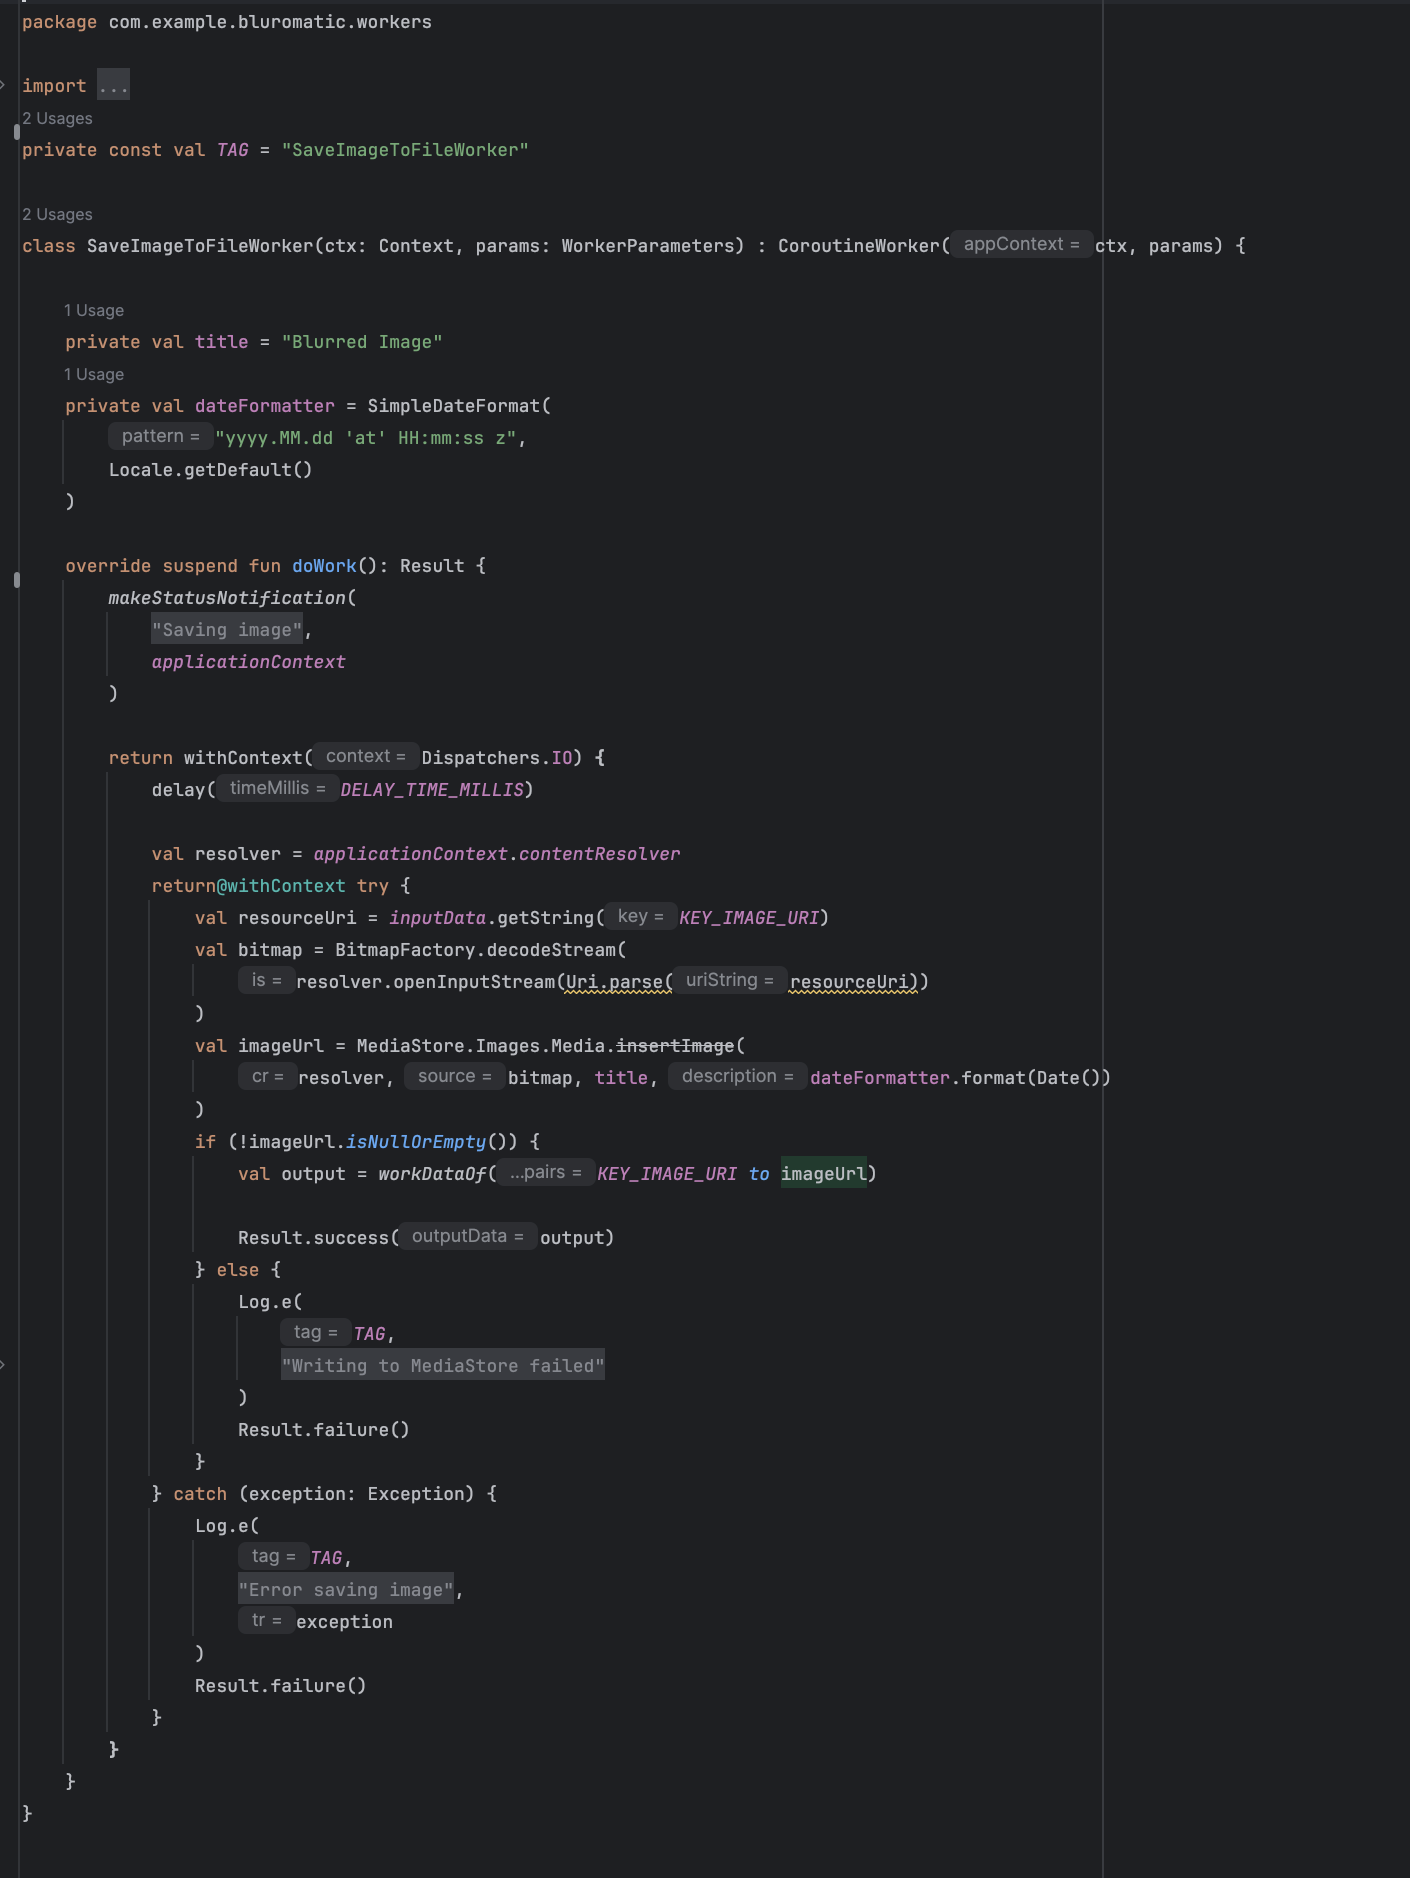 package com.example.bluromatic.workers
import ...
2 Usages
private const val TAG = "SaveImageToFileWorker"
2 Usages
class SaveImageToFileWorker(ctx: Context, params: WorkerParameters) : CoroutineWorker( appContext = ctx, params) {
1 Usage
private val title = "Blurred Image"
1 Usage
private val dateFormatter = SimpleDateFormat(
pattern = "yyyy.MM.dd 'at' HH:mm:ss z",
Locale.getDefault()
)
override suspend fun doWork(): Result {
makeStatusNotification(
"Saving image",
applicationContext
)
return withContext( context = Dispatchers.IO) {
delay( timeMillis = DELAY_TIME_MILLIS)
val resolver = applicationContext.contentResolver
return@withContext try {
val resourceUri = inputData.getString( key = KEY_IMAGE_URI)
val bitmap = BitmapFactory.decodeStream(
is = resolver.openInputStream(Uri.parse( uriString = resourceUri))
)
val imageUrl = MediaStore.Images.Media.insertImage(
cr = resolver, source = bitmap, title, description = dateFormatter.format(Date())
)
if (!imageUrl.isNullOrEmpty()) {
val output = workDataOf( ...pairs = KEY_IMAGE_URI to imageUrl)
Result.success( outputData = output)
} else {
Log.e(
tag = TAG,
"Writing to MediaStore failed"
)
Result.failure()
}
} catch (exception: Exception) {
Log.e(
tag = TAG,
"Error saving image",
tr = exception
)
Result.failure()
}
}
}
}